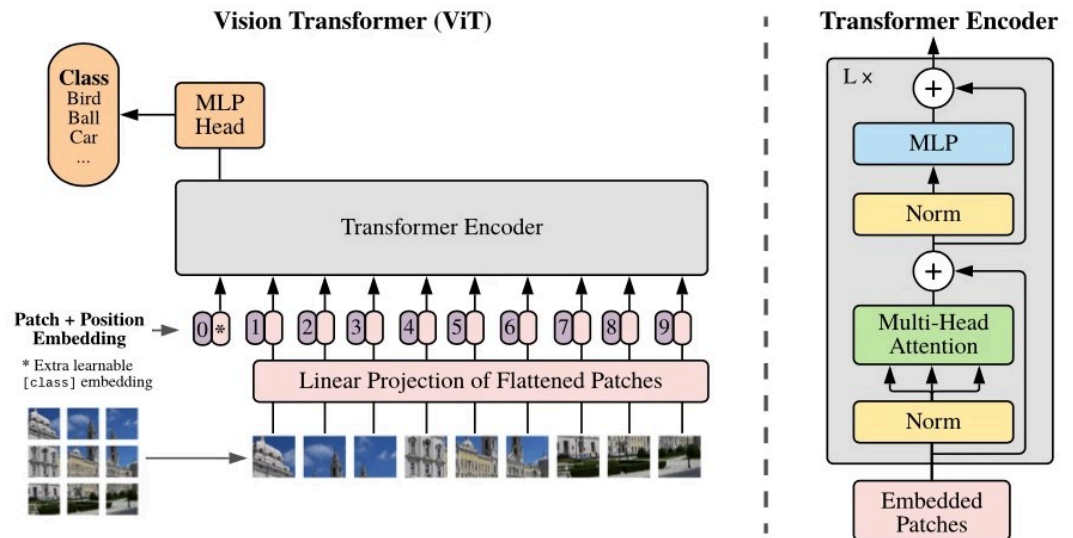 Vision Transformer (ViT)
Class
Bird
Ball
Car
...
MLP
Head
Transformer Encoder
Patch + Position
Embedding
* Extra learnable
[class] embedding
0 *
1
2
3
4
5
6
7
8
9
Linear Projection of Flattened Patches
Transformer Encoder
L ×
+
MLP
Norm
+
Multi-Head
Attention
Norm
Embedded
Patches